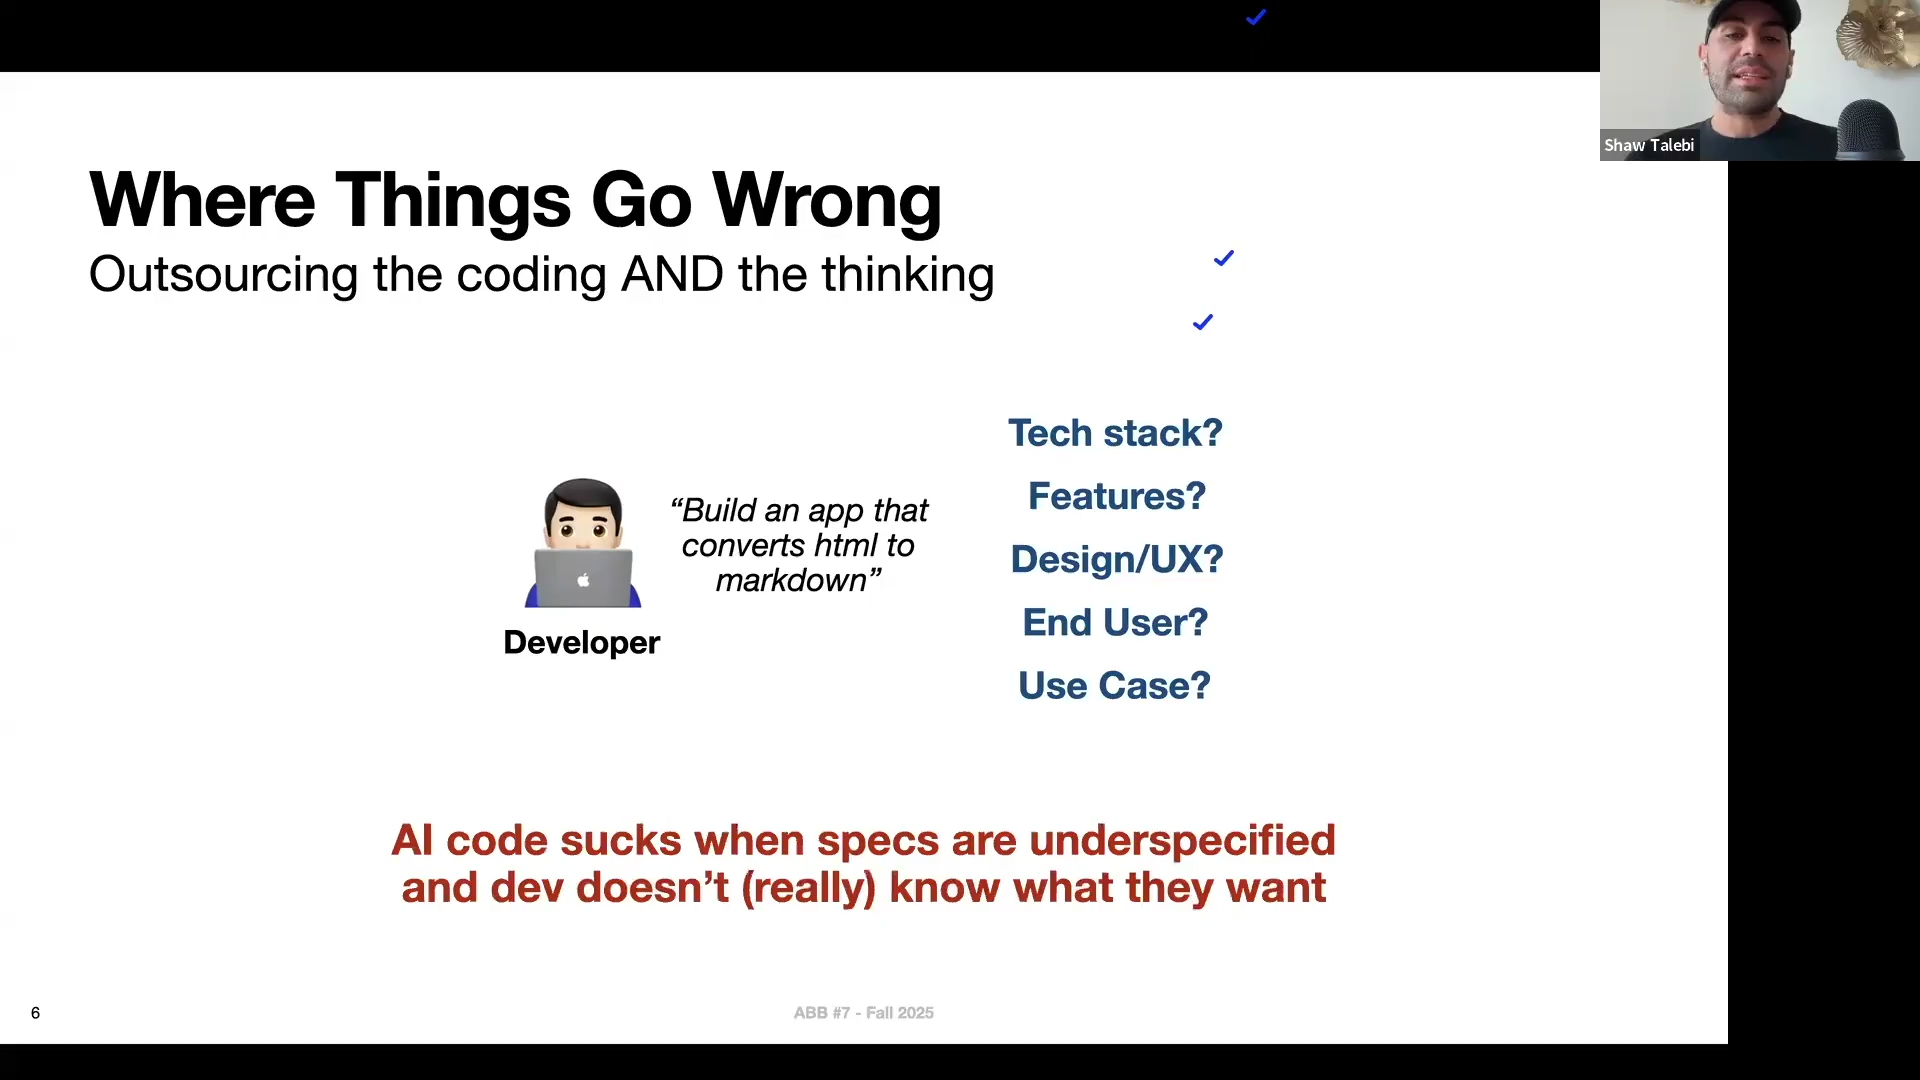 Shaw Talebi
Where Things Go Wrong
Outsourcing the coding AND the thinking
“Build an app that
converts html to
markdown”
Developer
Tech stack?
Features?
Design/UX?
End User?
Use Case?
AI code sucks when specs are underspecified
and dev doesn’t (really) know what they want
6
ABB #7 - Fall 2025